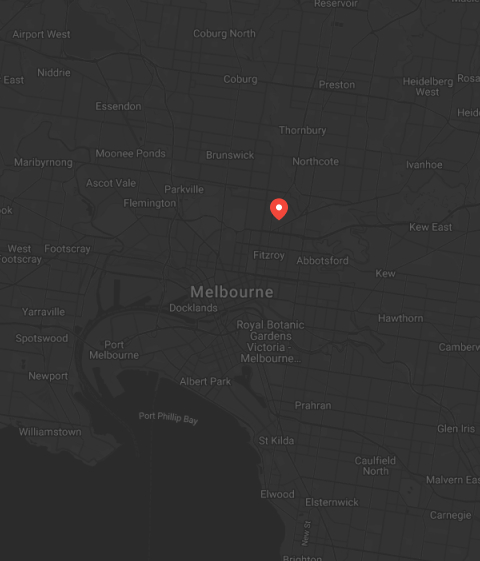 Reservoir
Airport West
Coburg North
Niddrie
East
Coburg
Preston
Heidelberg
West
Rosa
Essendon
Heide
Thornbury
Moonee Ponds
Brunswick
Maribyrnong
Northcote
Ivanhoe
Ascot Vale
Parkville
Flemington
ook
Kew East
West
ootscray
Footscray
Fitzroy
Abbotsford
Kew
Melbourne
Docklands
Yarraville
Hawthorn
Royal Botanic
Gardens
Victoria -
Melbourne...
Spotswood
Port
Melbourne
Camberw
Newport
Albert Park
Prahran
Port Phillip Bay
Williamstown
Glen Iris
St Kilda
Caulfield
North
Malvern Eas
Elwood
Elsternwick
Carnegie
New St
Brighton